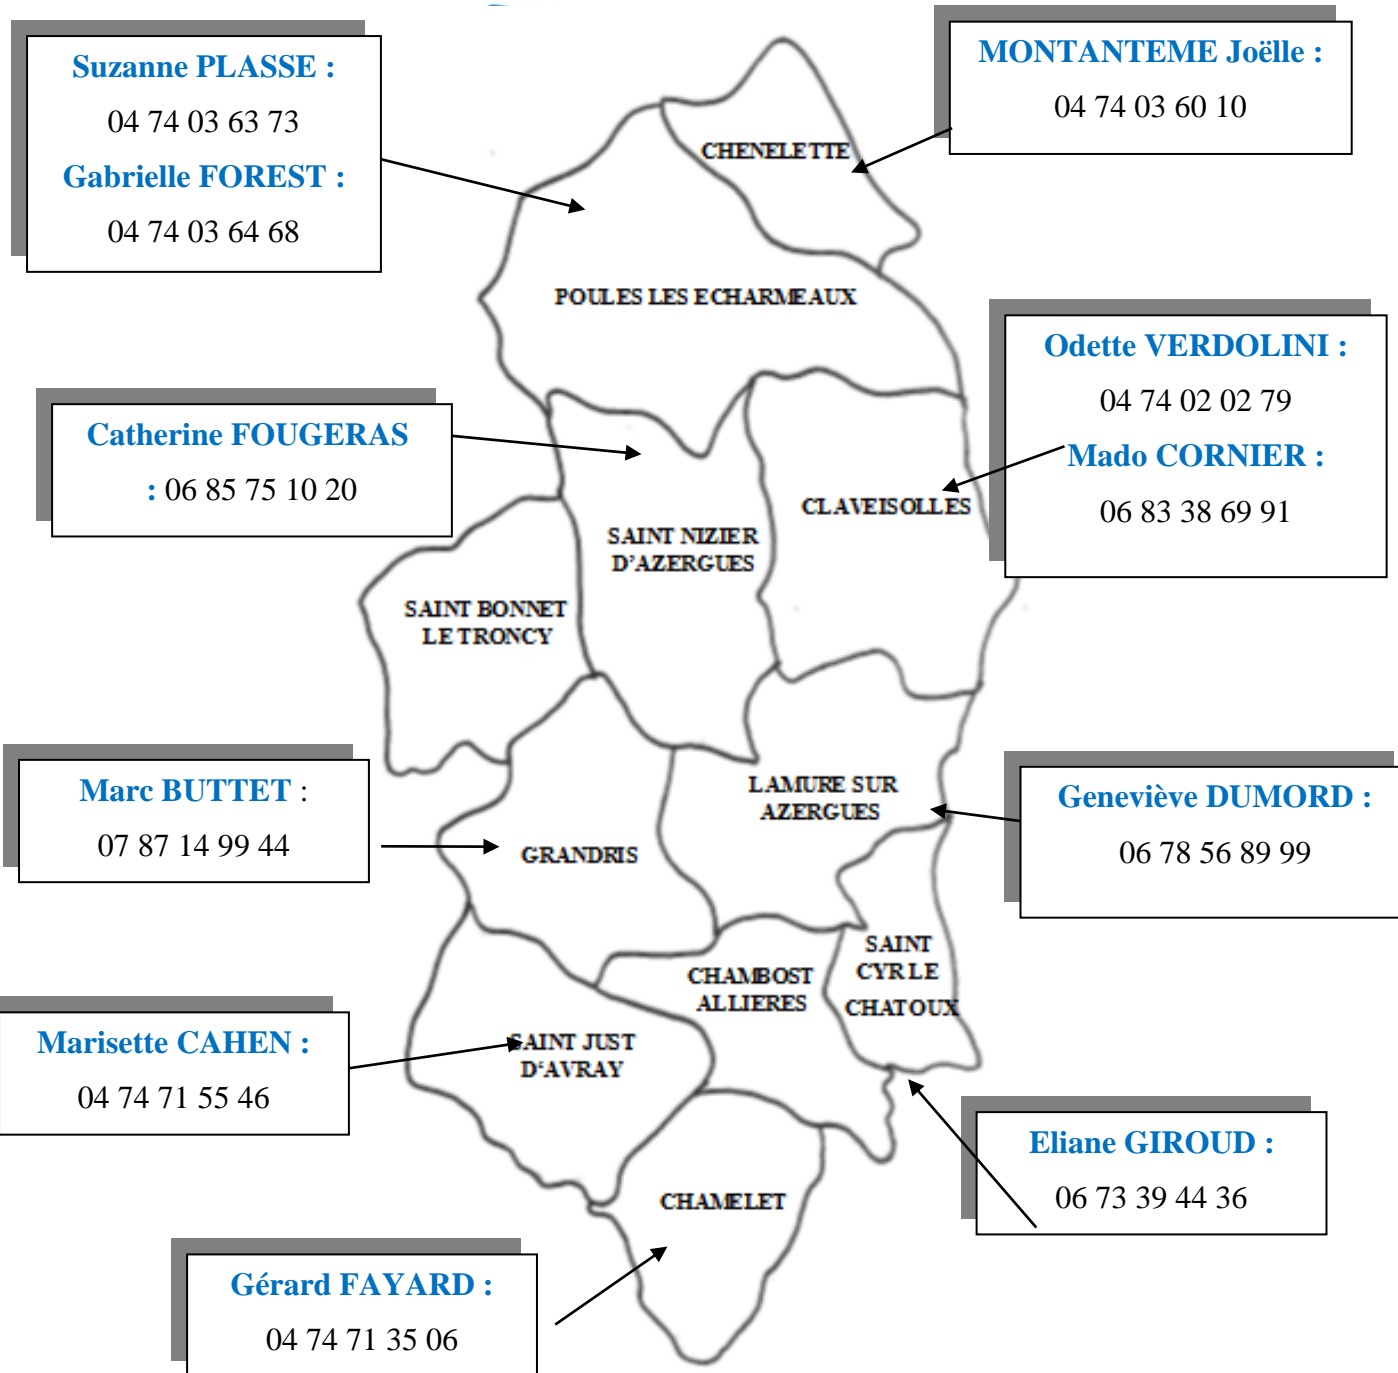 Suzanne PLASSE :
04 74 03 63 73
Gabrielle FOREST :
04 74 03 64 68
MONTANTEME Joëlle :
04 74 03 60 10
CHENELETTE
POULES LES ECHARMEAUX
Odette VERDOLINI :
04 74 02 02 79
Mado CORNIER :
06 83 38 69 91
Catherine FOUGERAS
: 06 85 75 10 20
CLAVEISOLLES
SAINT NIZIER
D'AZERGUES
SAINT BONNET
LE TRONCY
Marc BUTTET :
07 87 14 99 44
LAMURE SUR
AZERGUES
Geneviève DUMORD :
06 78 56 89 99
GRANDRIS
SAINT
CYR LE
CHATOUX
CHAMBOST
ALLIERES
Marisette CAHEN :
04 74 71 55 46
SAINT JUST
D'AVRAY
Eliane GIROUD :
06 73 39 44 36
CHAMELET
Gérard FAYARD :
04 74 71 35 06